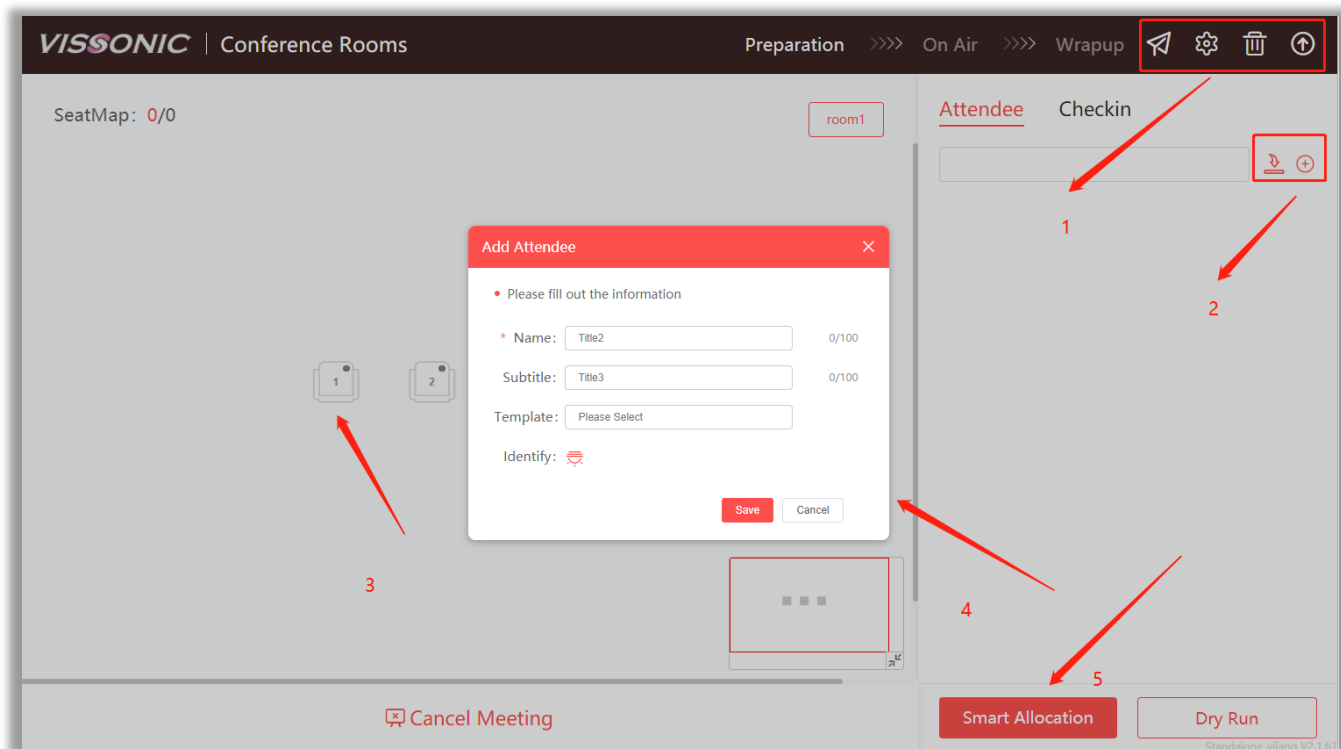 VISSONIC | Conference Rooms
Preparation >>>> On Air >>>> Wrapup
SeatMap: 0/0
room1
Attendee Checkin
1
2
Add Attendee
Please fill out the information
* Name: Title2 0/100
Subtitle: Title3 0/100
Template: Please Select
Identify:
Save Cancel
1 2
3
4
5
Cancel Meeting
Smart Allocation
Dry Run